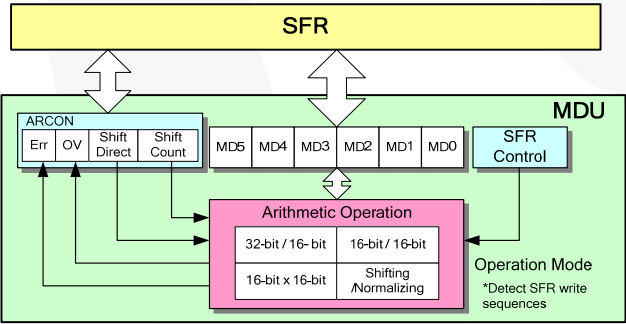 SFR
MDU
ARCON
Err
OV
Shift
Direct
Shift
Count
MD5
MD4
MD3
MD2
MD1
MD0
SFR
Control
Arithmetic Operation
32-bit / 16- bit
16-bit / 16-bit
16-bit x 16-bit
Shifting
/Normalizing
Operation Mode
*Detect SFR write
sequences